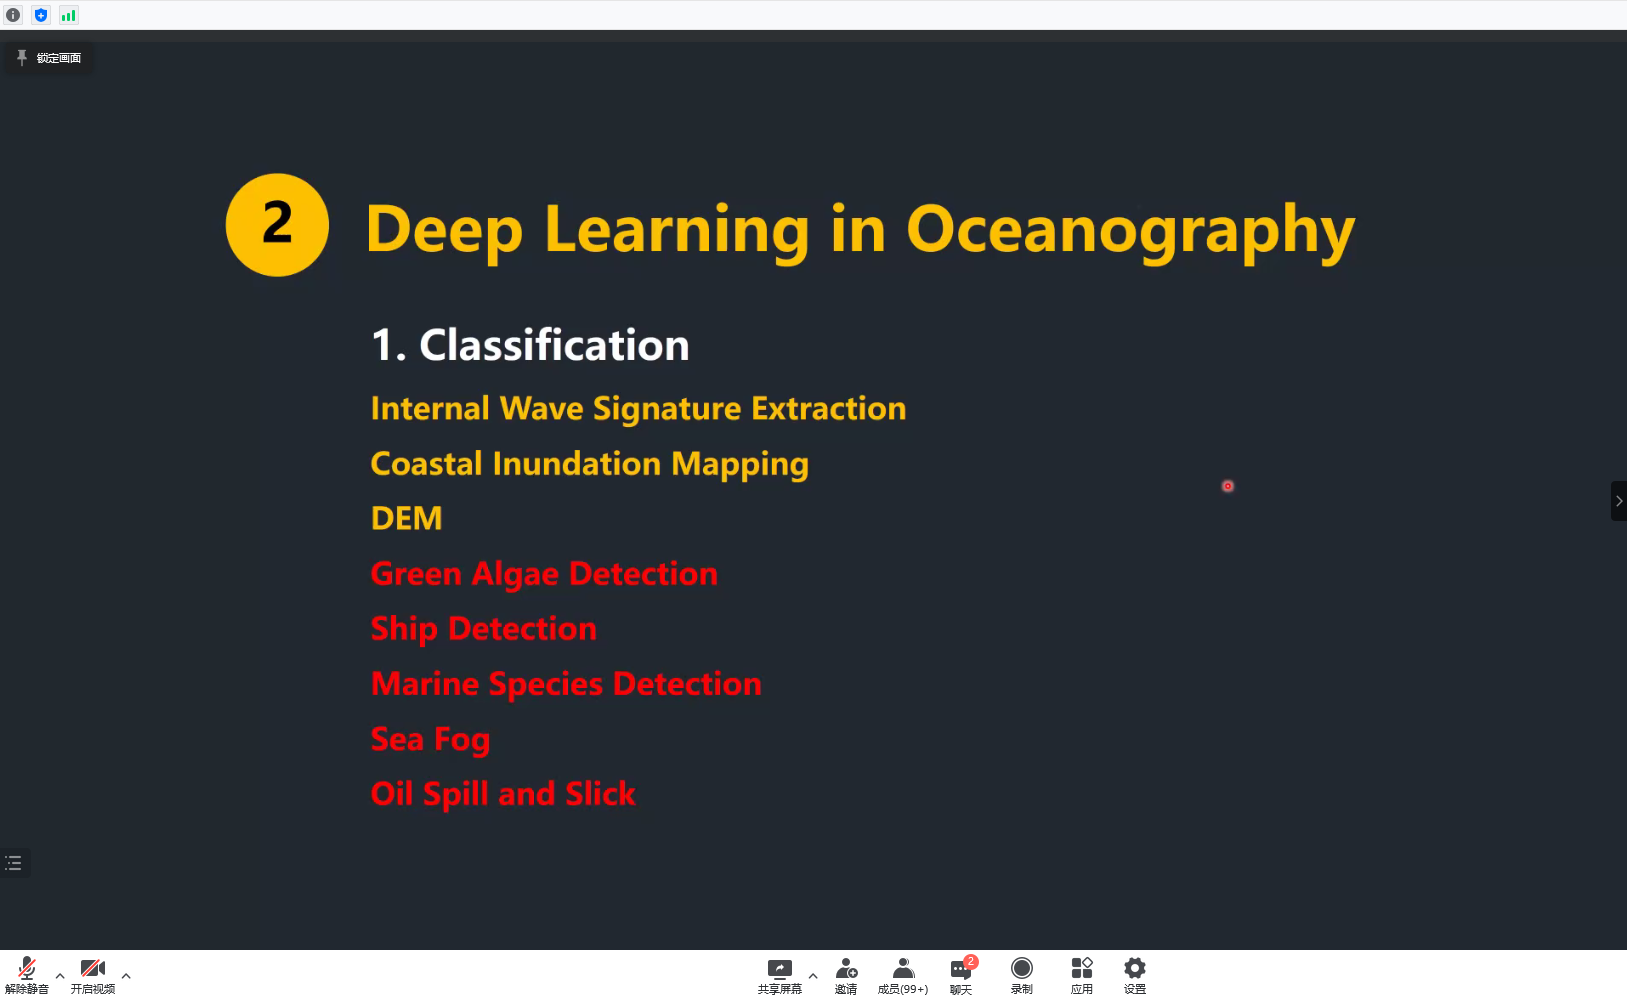 锁定画面
2 Deep Learning in Oceanography
1. Classification
Internal Wave Signature Extraction
Coastal Inundation Mapping
DEM
Green Algae Detection
Ship Detection
Marine Species Detection
Sea Fog
Oil Spill and Slick
2
解除静音 开启视频 共享屏幕 邀请 成员(99+) 聊天 录制 应用 设置